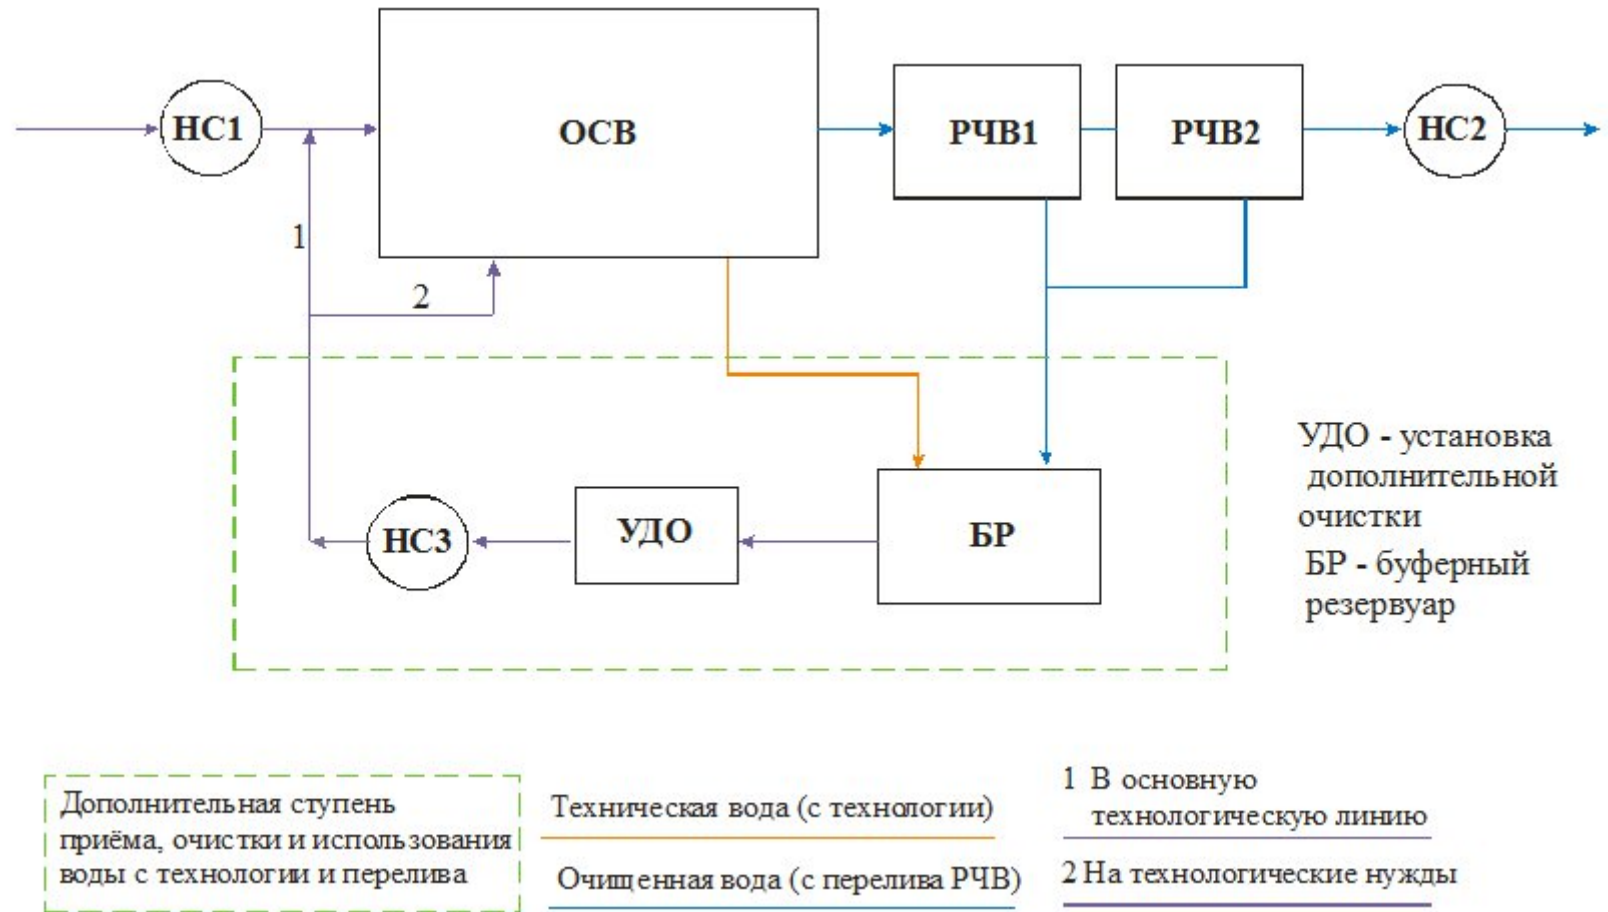 НС1
ОСВ
РЧВ1
РЧВ2
НС2
1
2
НС3
УДО
БР
УДО - установка
дополнительной
очистки
БР - буферный
резервуар
Дополнительная ступень
приёма, очистки и использования
воды с технологии и перелива
Техническая вода (с технологии)
Очищенная вода (с перелива РЧВ)
1 В основную
технологическую линию
2 На технологические нужды